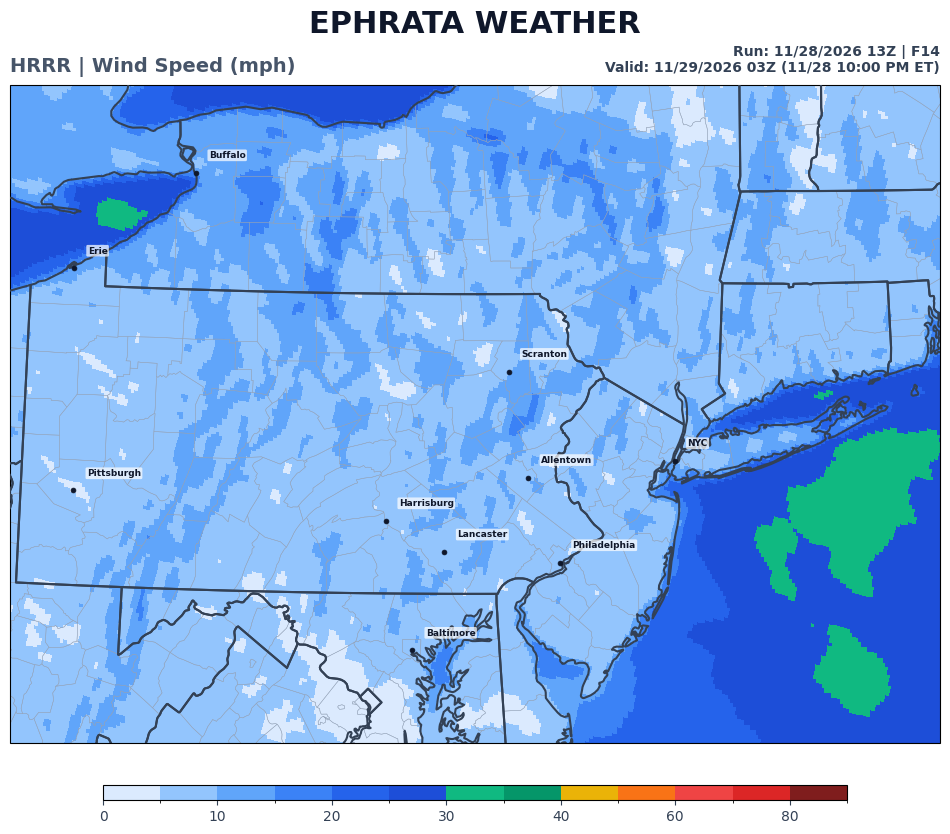 EPHRATA WEATHER
HRRR | Wind Speed (mph)
Run: 11/28/2026 13Z | F14
Valid: 11/29/2026 03Z (11/28 10:00 PM ET)
Buffalo
Erie
Scranton
NYC
Allentown
Pittsburgh
Harrisburg
Lancaster
Philadelphia
Baltimore
0 10 20 30 40 50 60 70 80